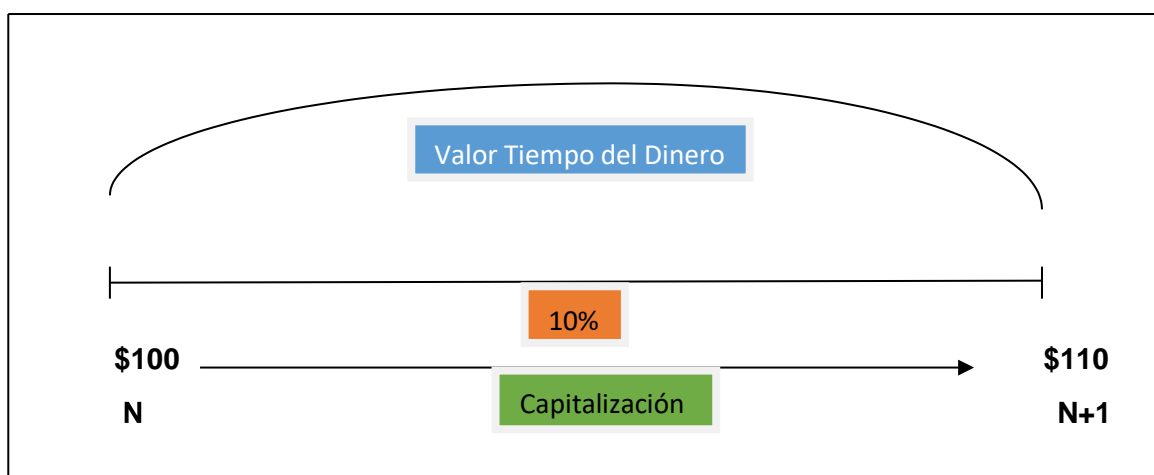 Valor Tiempo del Dinero
10%
$100
$110
Capitalización
N
N+1